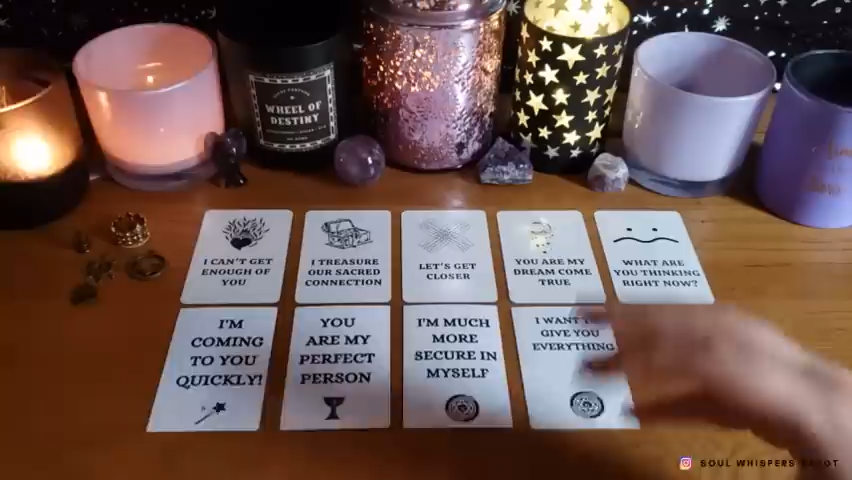 WHEEL OF
DESTINY
I CAN'T GET
ENOUGH OF
YOU
I TREASURE
OUR SACRED
CONNECTION
LET'S GET
CLOSER
YOU ARE MY
DREAM COME
TRUE
WHAT ARE
YOU THINKING
RIGHT NOW?
I'M
COMING
TO YOU
QUICKLY!
YOU
ARE MY
PERFECT
PERSON
I'M MUCH
MORE
SECURE IN
MYSELF
I WANT
GIVE YOU
EVERYTHING
SOUL WHISPERS TAROT